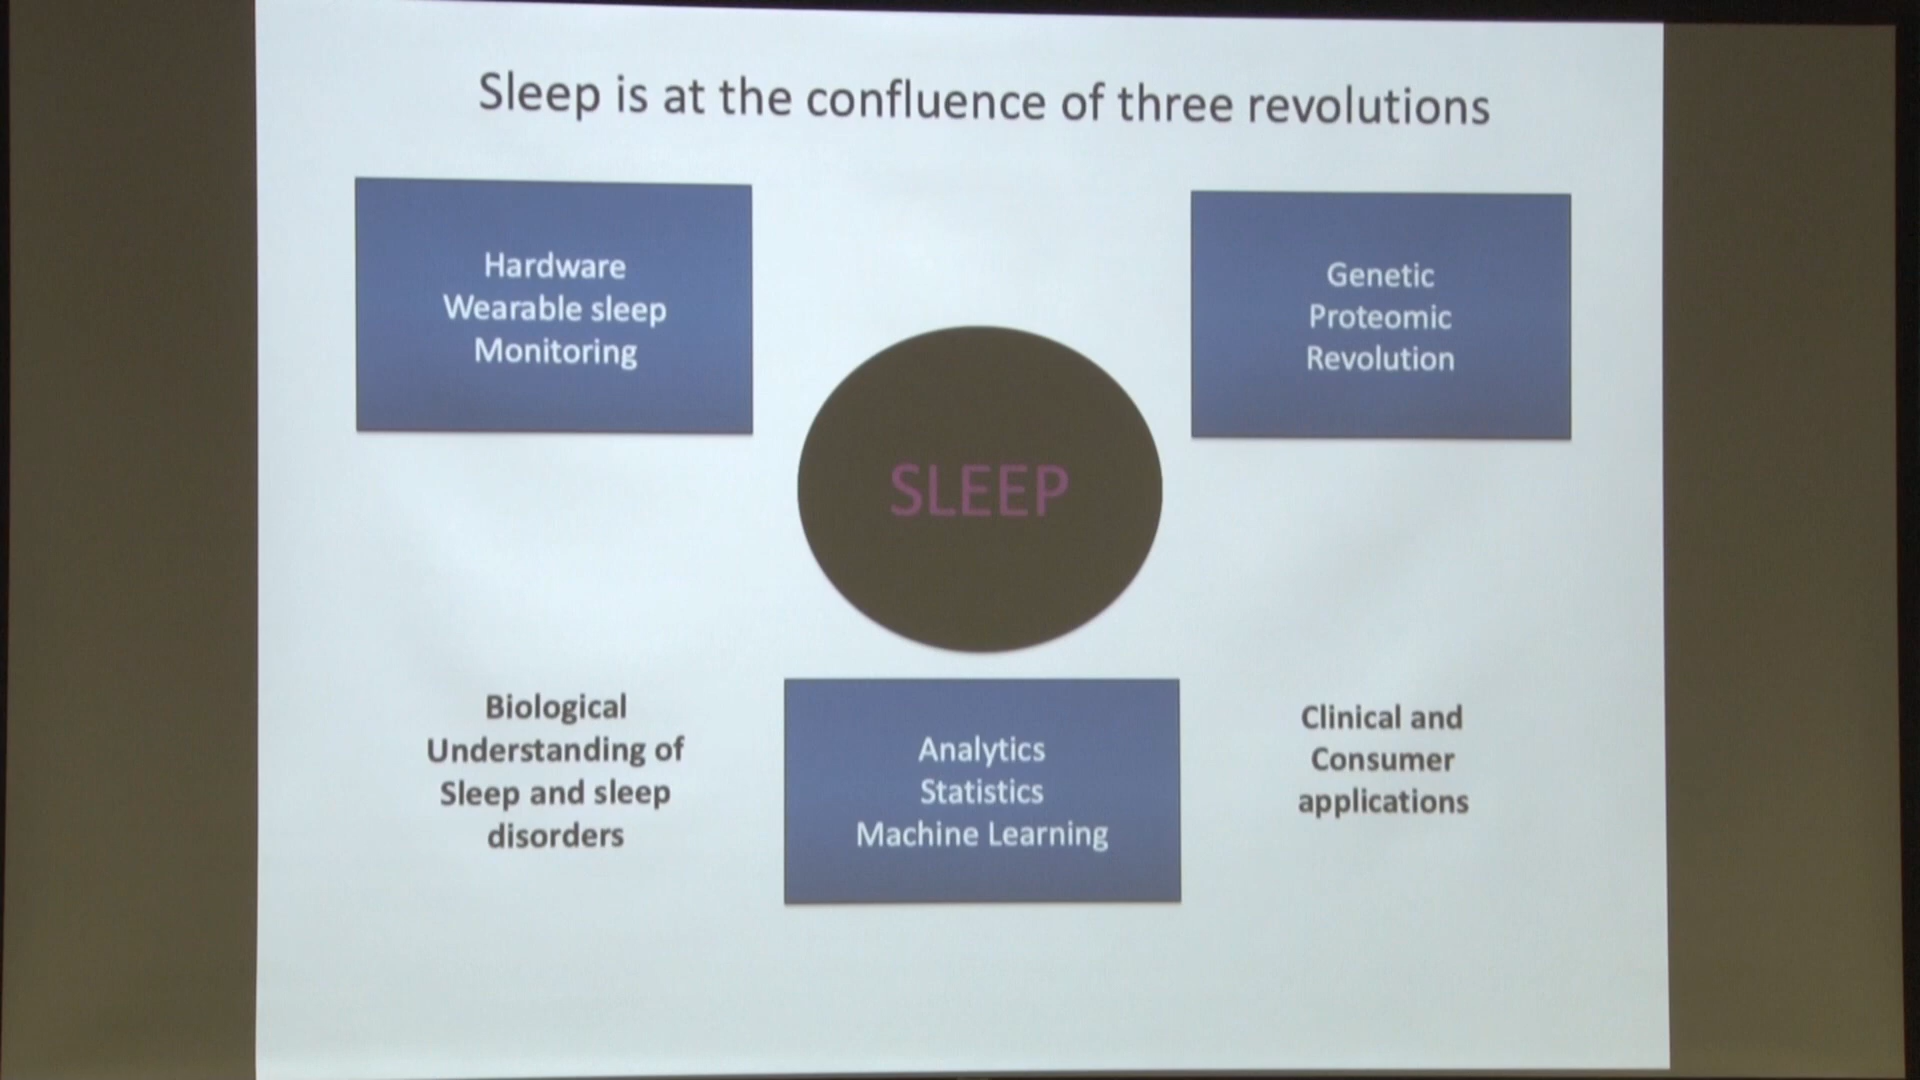 Sleep is at the confluence of three revolutions
Hardware
Wearable sleep
Monitoring
Genetic
Proteomic
Revolution
SLEEP
Biological
Understanding of
Sleep and sleep
disorders
Analytics
Statistics
Machine Learning
Clinical and
Consumer
applications